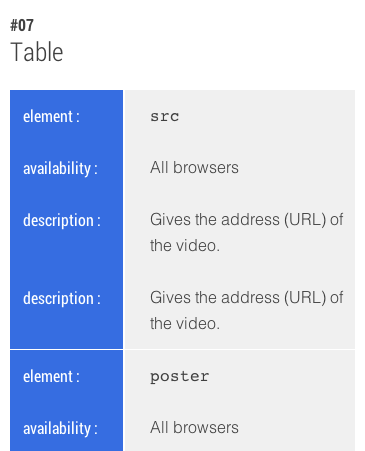 #07
Table
element : src
availability : All browsers
description : Gives the address (URL) of
the video.
description : Gives the address (URL) of
the video.
element : poster
availability : All browsers